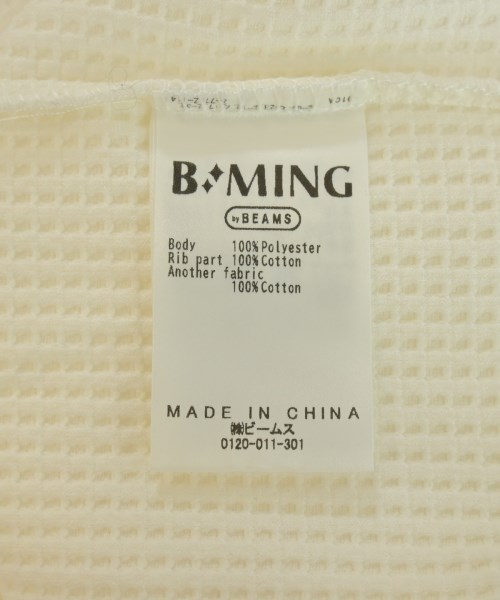 B MING
by BEAMS
Body 100%Polyester
Rib part 100%Cotton
Another fabric
100%Cotton
MADE IN CHINA
㈱ビームス
0120-011-301